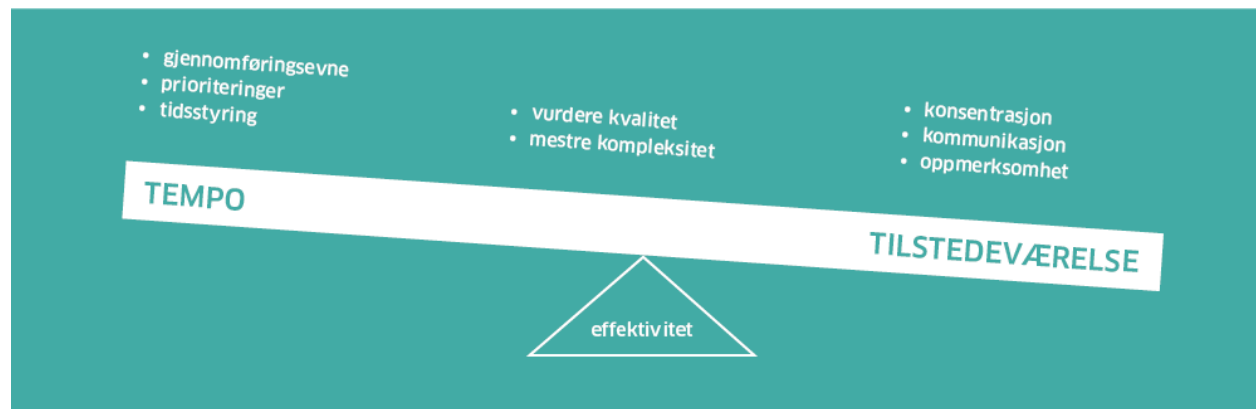 • gjennomføringsevne
• prioriteringer
• tidsstyring
• vurdere kvalitet
• mestre kompleksitet
• konsentrasjon
• kommunikasjon
• oppmerksomhet
TEMPO
TILSTEDEVÆRELSE
effektivitet